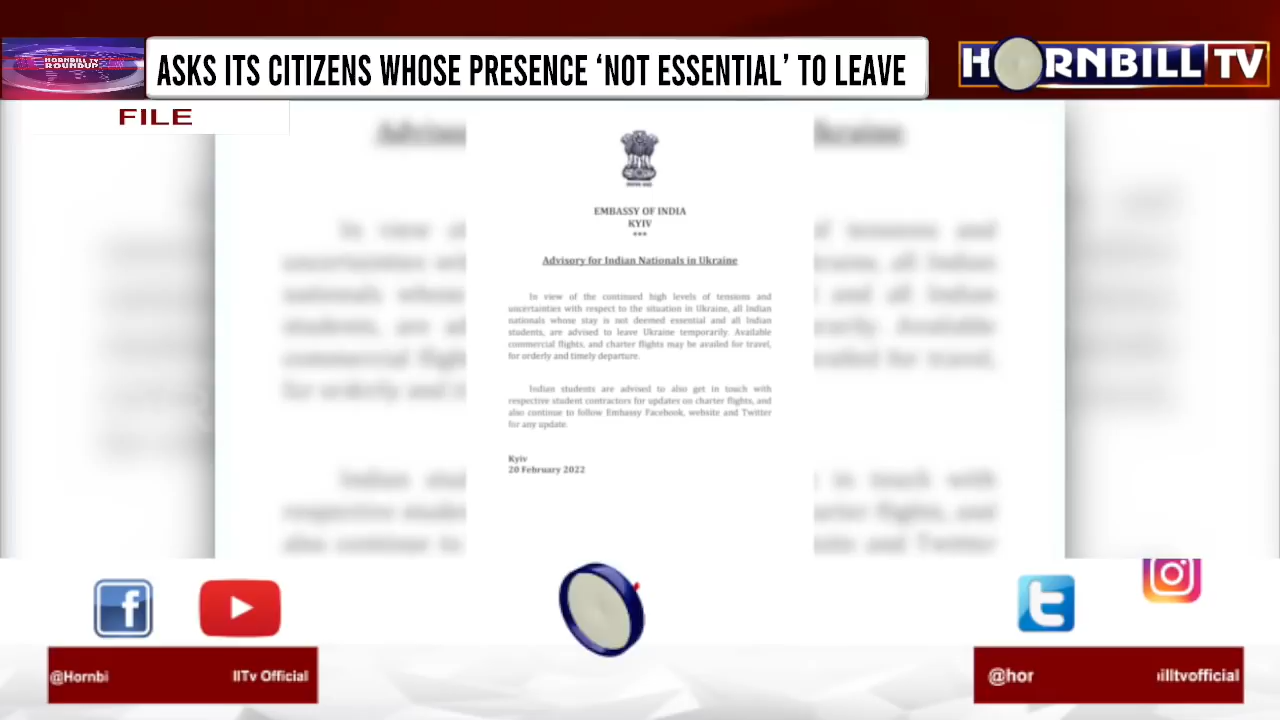 HORNBILL TV
ROUNDUP
ASKS ITS CITIZENS WHOSE PRESENCE ‘NOT ESSENTIAL’ TO LEAVE
HORNBILL TV
FILE
EMBASSY OF INDIA
KYIV
***
Advisory for Indian Nationals in Ukraine
In view of the continued high levels of tensions and
uncertainties with respect to the situation in Ukraine, all Indian
nationals whose stay is not deemed essential and all Indian
students, are advised to leave Ukraine temporarily. Available
commercial flights, and charter flights may be availed for travel,
for orderly and timely departure.
Indian students are advised to also get in touch with
respective student contractors for updates on charter flights, and
also continue to follow Embassy Facebook, website and Twitter
for any update.
Kyiv
20 February 2022
@Hornbi llTv Official
@hor illtvofficial